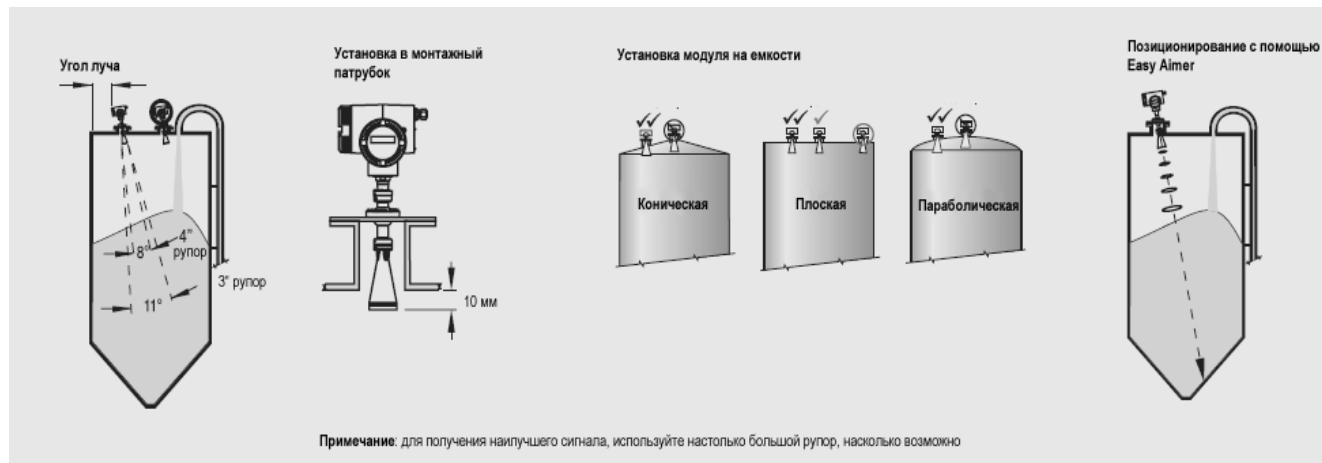 Угол луча
8°
4"
рупор
3" рупор
11°
Установка в монтажный
патрубок
10 мм
Установка модуля на емкости
Коническая
Плоская
Параболическая
Позиционирование с помощью
Easy Aimer
Примечание: для получения наилучшего сигнала, используйте настолько большой рупор, насколько возможно